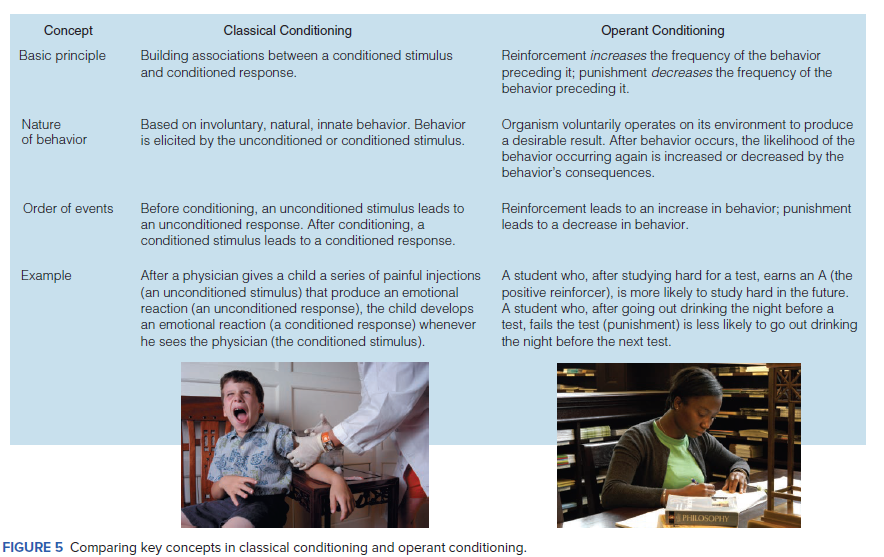 Concept
Classical Conditioning
Operant Conditioning
Basic principle
Building associations between a conditioned stimulus
and conditioned response.
Reinforcement increases the frequency of the behavior
preceding it; punishment decreases the frequency of the
behavior preceding it.
Nature
of behavior
Based on involuntary, natural, innate behavior. Behavior
is elicited by the unconditioned or conditioned stimulus.
Organism voluntarily operates on its environment to produce
a desirable result. After behavior occurs, the likelihood of the
behavior occurring again is increased or decreased by the
behavior's consequences.
Order of events
Before conditioning, an unconditioned stimulus leads to
an unconditioned response. After conditioning, a
conditioned stimulus leads to a conditioned response.
Reinforcement leads to an increase in behavior; punishment
leads to a decrease in behavior.
Example
After a physician gives a child a series of painful injections
(an unconditioned stimulus) that produce an emotional
reaction (an unconditioned response), the child develops
an emotional reaction (a conditioned response) whenever
he sees the physician (the conditioned stimulus).
A student who, after studying hard for a test, earns an A (the
positive reinforcer), is more likely to study hard in the future.
A student who, after going out drinking the night before a
test, fails the test (punishment) is less likely to go out drinking
the night before the next test.
PHILOSOPHY
FIGURE 5 Comparing key concepts in classical conditioning and operant conditioning.